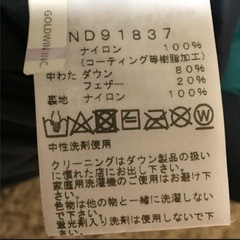 GOLDWIN INC
ND91837
ナイロン 100%
(コーティング等樹脂加工)
中わた ダウン 80%
フェザー 20%
裏地 ナイロン 100%
中性洗剤使用
クリーニングはダウン製品の扱い
に慣れた店にお出し下さい。
家庭用洗濯機のご使用はお避け下
さい。
色物は他の物と一緒に洗濯しない
で下さい。
蛍光剤入り洗剤は使用しないで下